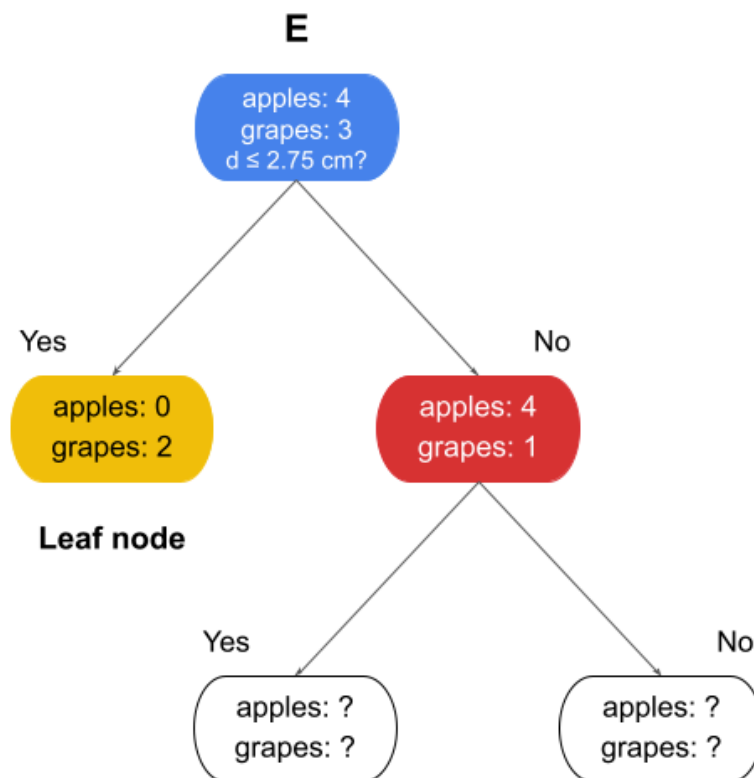 E
apples: 4
grapes: 3
d ≤ 2.75 cm?
Yes
No
apples: 0
grapes: 2
apples: 4
grapes: 1
Leaf node
Yes
No
apples: ?
grapes: ?
apples: ?
grapes: ?